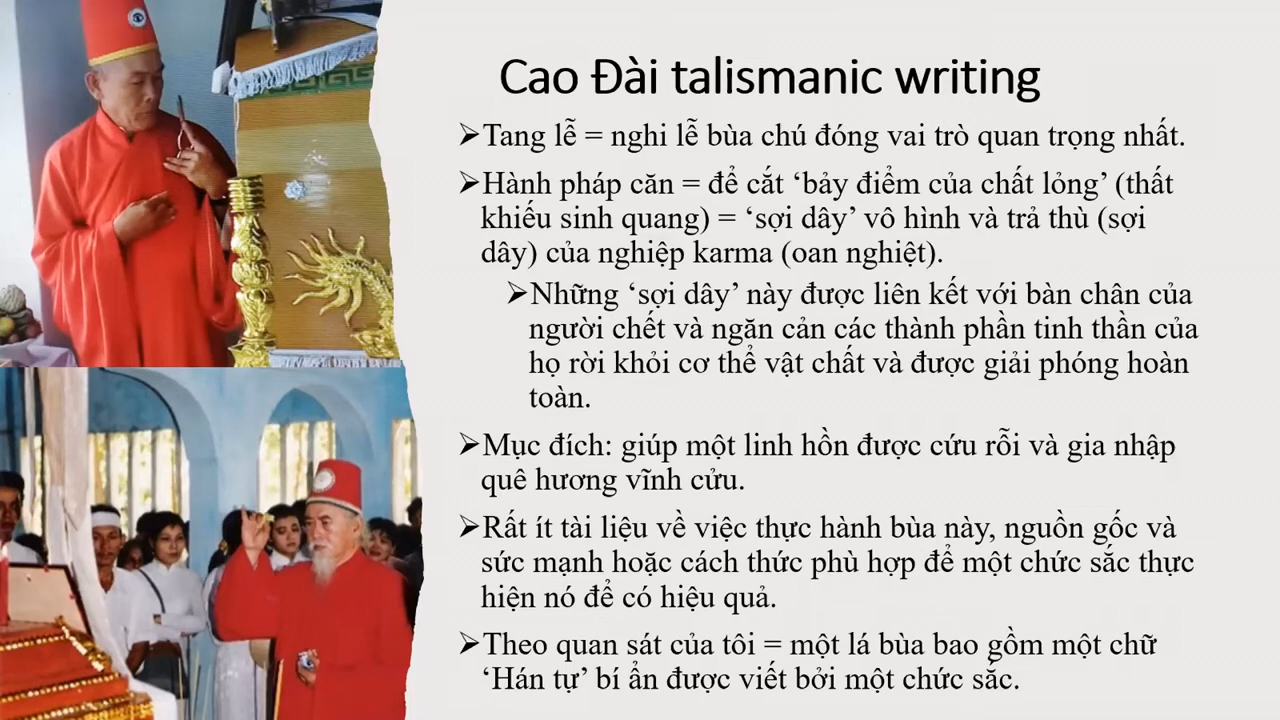 Cao Đài talismanic writing
➢Tang lễ = nghi lễ bùa chú đóng vai trò quan trọng nhất.
➢Hành pháp căn = để cắt ‘bảy điểm của chất lỏng’ (thất
khiếu sinh quang) = ‘sợi dây’ vô hình và trả thù (sợi
dây) của nghiệp karma (oan nghiệt).
➢Những ‘sợi dây’ này được liên kết với bàn chân của
người chết và ngăn cản các thành phần tinh thần của
họ rời khỏi cơ thể vật chất và được giải phóng hoàn
toàn.
➢Mục đích: giúp một linh hồn được cứu rỗi và gia nhập
quê hương vĩnh cửu.
➢Rất ít tài liệu về việc thực hành bùa này, nguồn gốc và
sức mạnh hoặc cách thức phù hợp để một chức sắc thực
hiện nó để có hiệu quả.
➢Theo quan sát của tôi = một lá bùa bao gồm một chữ
‘Hán tự’ bí ẩn được viết bởi một chức sắc.